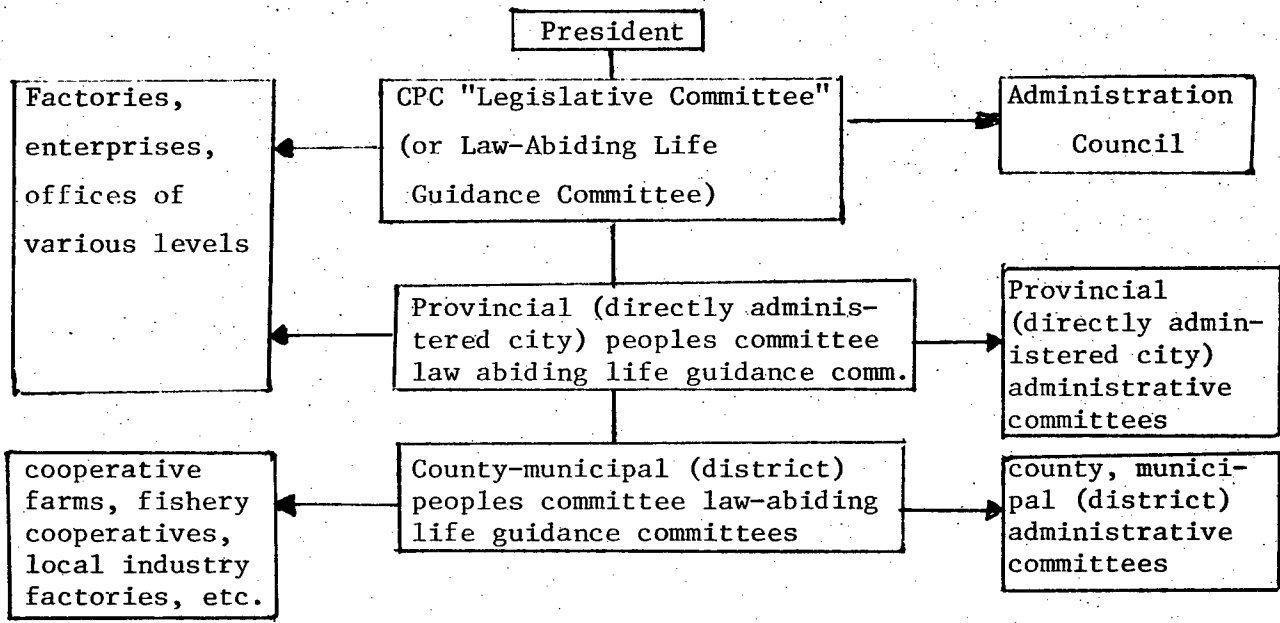 President
Factories,
enterprises,
offices of
various levels
CPC "Legislative Committee"
(or Law-Abiding Life
Guidance Committee)
Administration
Council
Provincial (directly adminis-
tered city) peoples committee
law abiding life guidance comm.
Provincial
(directly admin-
istered city)
administrative
committees
cooperative
farms, fishery
cooperatives,
local industry
factories, etc.
County-municipal (district)
peoples committee law-abiding
life guidance committees
county, munici-
pal (district)
administrative
committees